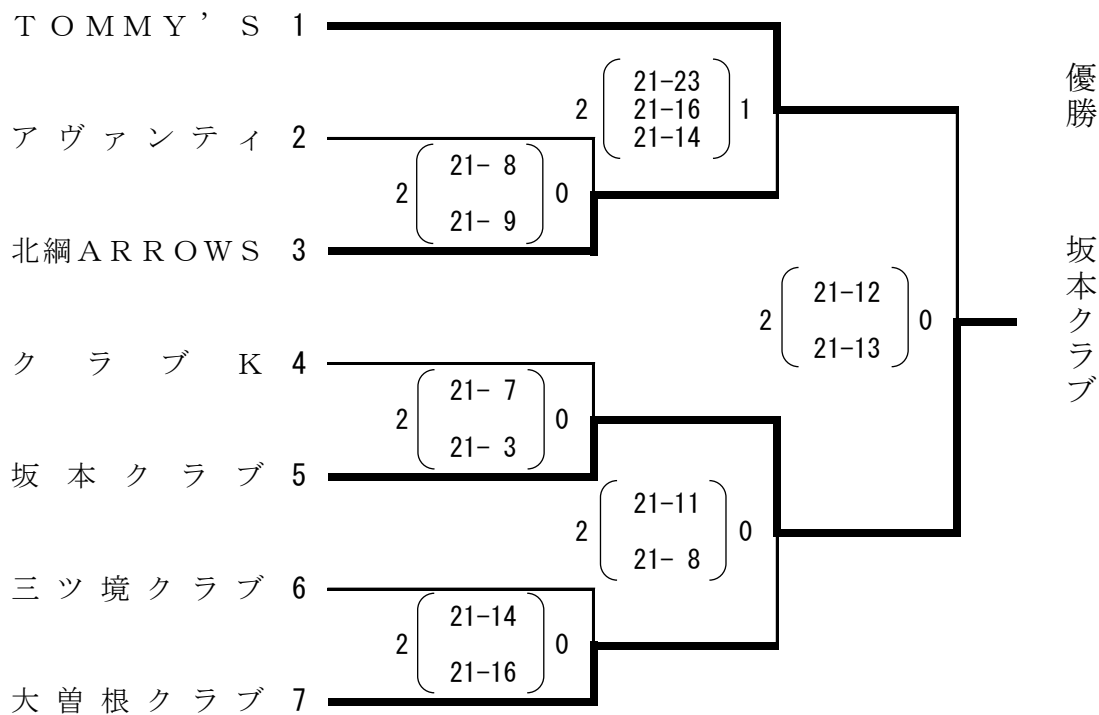 TOMMY'S 1
アヴァンティ 2
北綱ARROWS 3
クラブK 4
坂本クラブ 5
三ツ境クラブ 6
大曽根クラブ 7
2 21-8 0
21-9
2 21-7 0
21-3
2 21-14 0
21-16
2 21-23 1
21-16
21-14
2 21-11 0
21-8
2 21-12 0
21-13
優勝
坂本クラブ